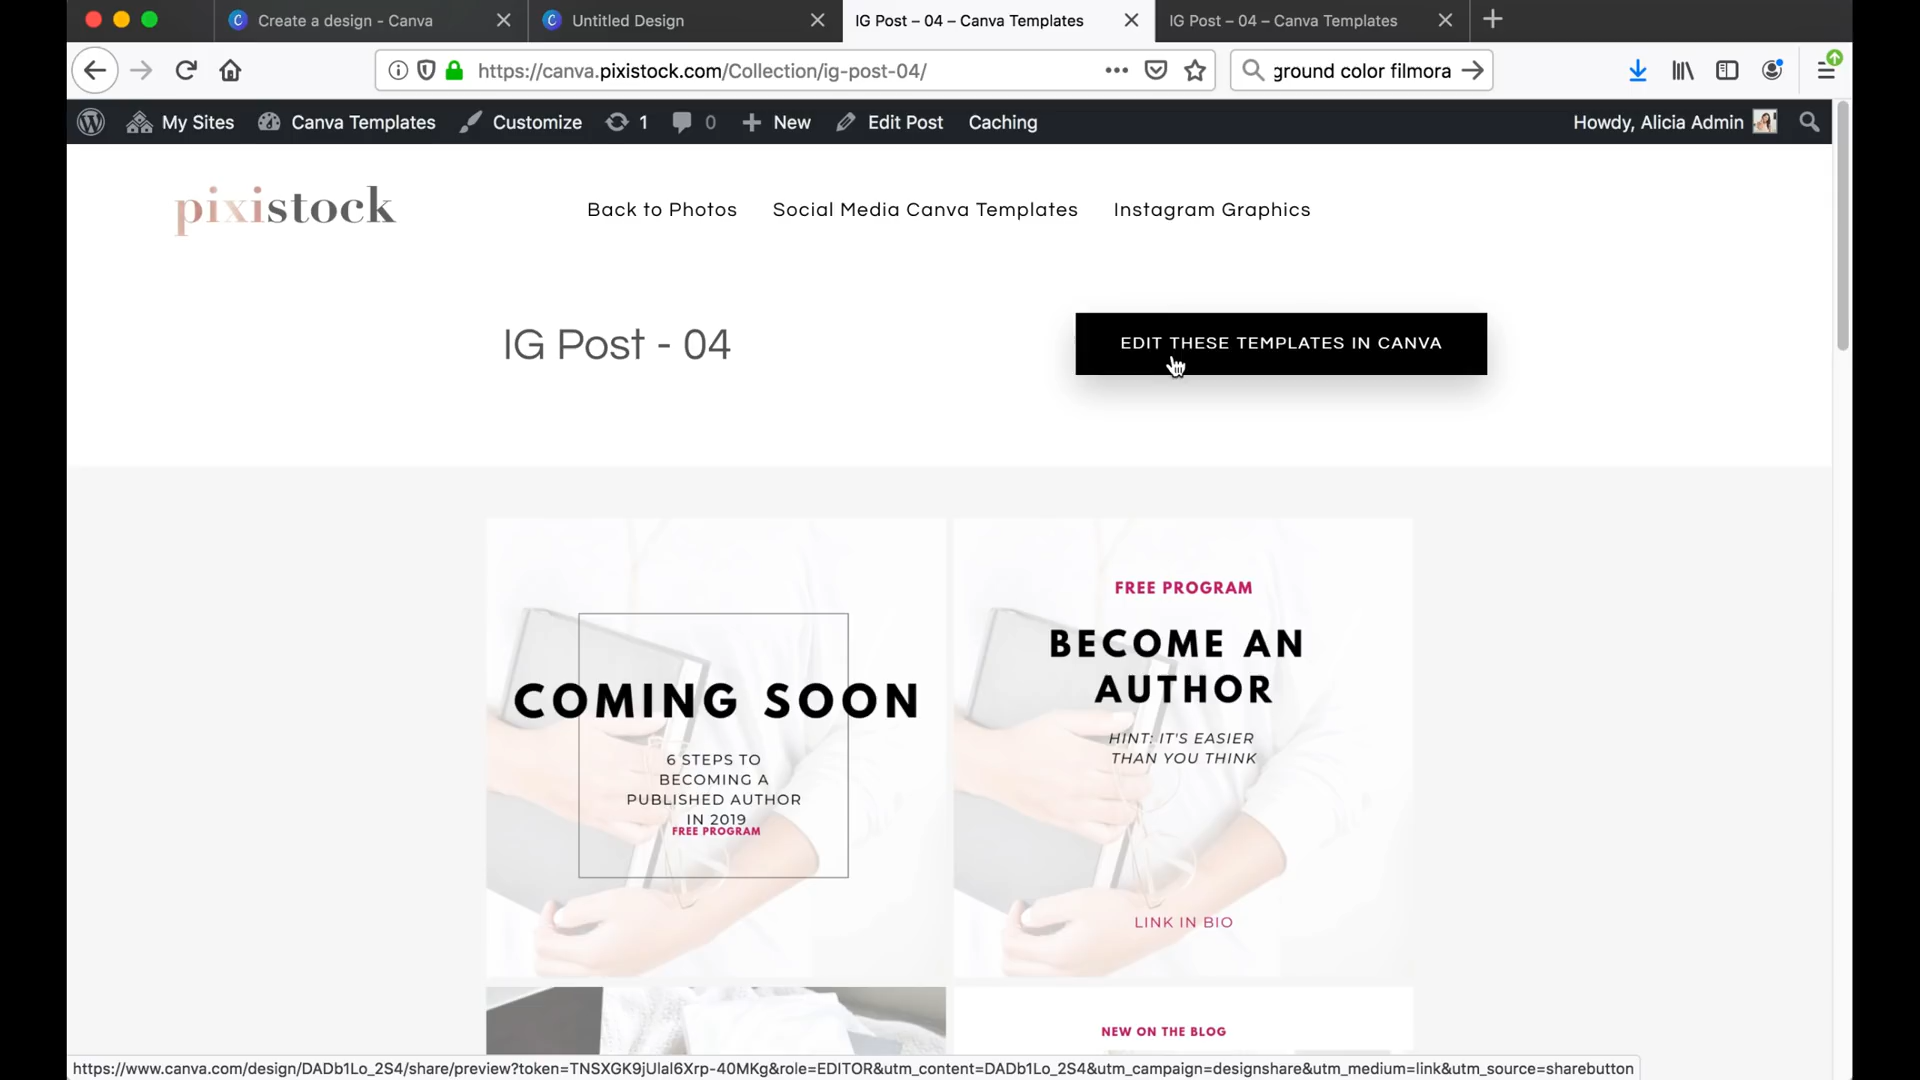 Create a design - Canva
Untitled Design
IG Post – 04 – Canva Templates
IG Post – 04 – Canva Templates
https://canva.pixistock.com/Collection/ig-post-04/
ground color filmora
My Sites
Canva Templates
Customize
1
0
New
Edit Post
Caching
Howdy, Alicia Admin
pixistock
Back to Photos
Social Media Canva Templates
Instagram Graphics
IG Post - 04
EDIT THESE TEMPLATES IN CANVA
COMING SOON
6 STEPS TO
BECOMING A
PUBLISHED AUTHOR
IN 2019
FREE PROGRAM
FREE PROGRAM
BECOME AN
AUTHOR
HINT: IT'S EASIER
THAN YOU THINK
LINK IN BIO
NEW ON THE BLOG
https://www.canva.com/design/DADb1Lo_2S4/share/preview?token=TNSXGK9jUlaI6Xrp-40MKg&role=EDITOR&utm_content=DADb1Lo_2S4&utm_campaign=designshare&utm_medium=link&utm_source=sharebutton